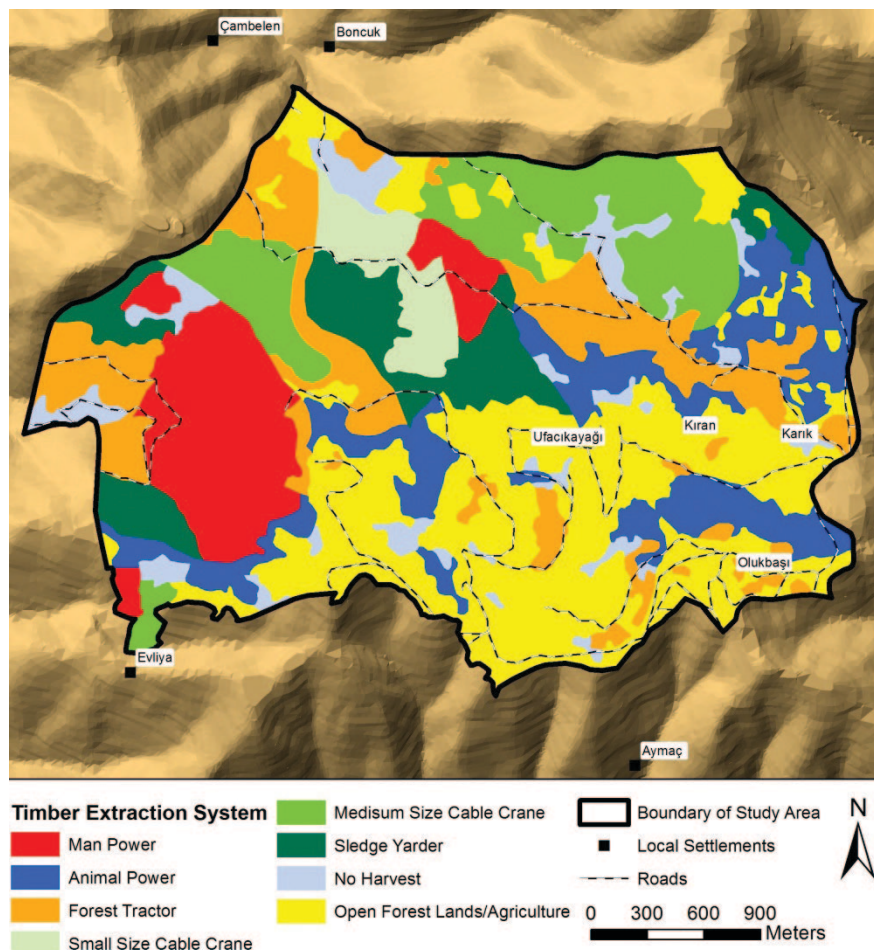 Çambelen
Boncuk
Ufacıkayağı
Kıran
Karık
Olukbaşı
Evliya
Aymaç
Timber Extraction System
Man Power
Animal Power
Forest Tractor
Small Size Cable Crane
Medisum Size Cable Crane
Sledge Yarder
No Harvest
Open Forest Lands/Agriculture
Boundary of Study Area
Local Settlements
Roads
0 300 600 900
Meters
N